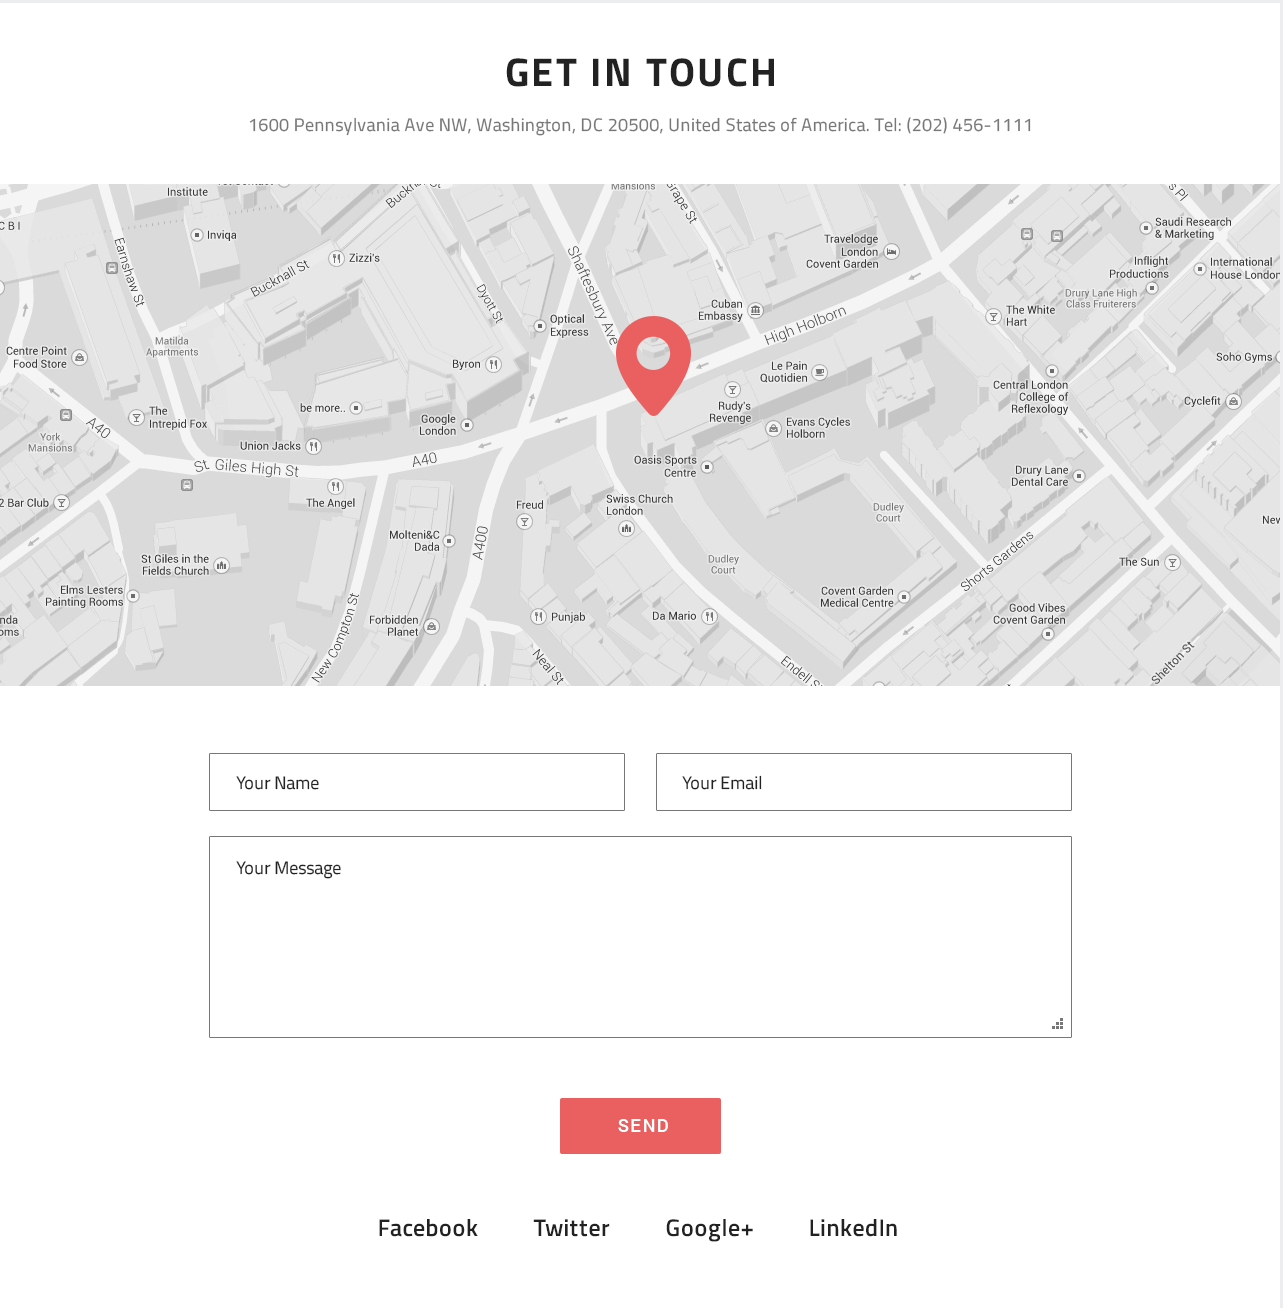 GET IN TOUCH
1600 Pennsylvania Ave NW, Washington, DC 20500, United States of America. Tel: (202) 456-1111
Institute
Mansions
CBI
Inviqa
Earnshaw St
Zizzi's
Bucknall St
Dyott St
Shaftesbury Ave
Grape St
Travelodge
London
Covent Garden
Saudi Research
& Marketing
Inflight
Productions
International
House London
Drury Lane High
Class Fruiterers
Cuban
Embassy
High Holborn
The White
Hart
Optical
Express
Matilda
Apartments
Centre Point
Food Store
Byron
Le Pain
Quotidien
Soho Gyms
Central London
College of
Reflexology
Cyclefit
be more..
The
Intrepid Fox
Google
London
Rudy's
Revenge
Evans Cycles
Holborn
A40
York
Mansions
Union Jacks
St. Giles High St
A40
Oasis Sports
Centre
Drury Lane
Dental Care
2 Bar Club
The Angel
Freud
Swiss Church
London
Dudley
Court
Molteni&C
Dada
A400
St Giles in the
Fields Church
Dudley
Court
Shorts Gardens
The Sun
Elms Lesters
Painting Rooms
New Compton St
Forbidden
Planet
Punjab
Da Mario
Covent Garden
Medical Centre
Good Vibes
Covent Garden
Neal St
Endell S
Shelton St
Your Name
Your Email
Your Message
SEND
Facebook
Twitter
Google+
LinkedIn